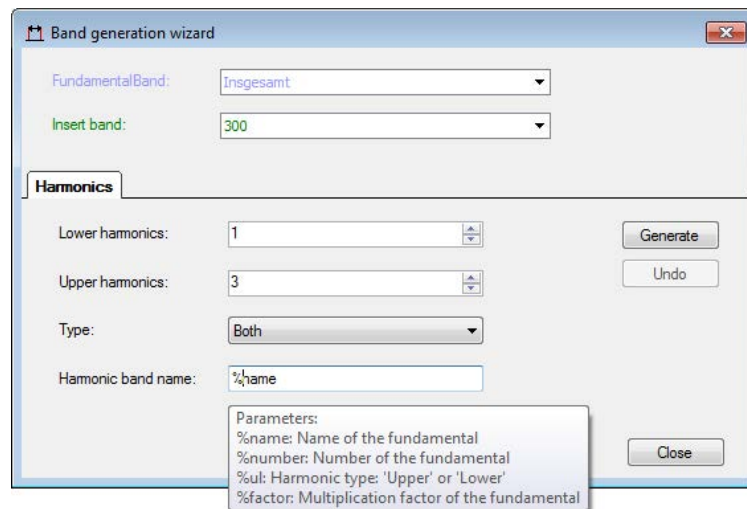 Band generation wizard
FundamentalBand: Insgesamt
Insert band: 300
Harmonics
Lower harmonics: 1
Generate
Upper harmonics: 3
Undo
Type: Both
Harmonic band name: %name
Parameters:
%name: Name of the fundamental
%number: Number of the fundamental
%ul: Harmonic type: 'Upper' or 'Lower'
%factor: Multiplication factor of the fundamental
Close